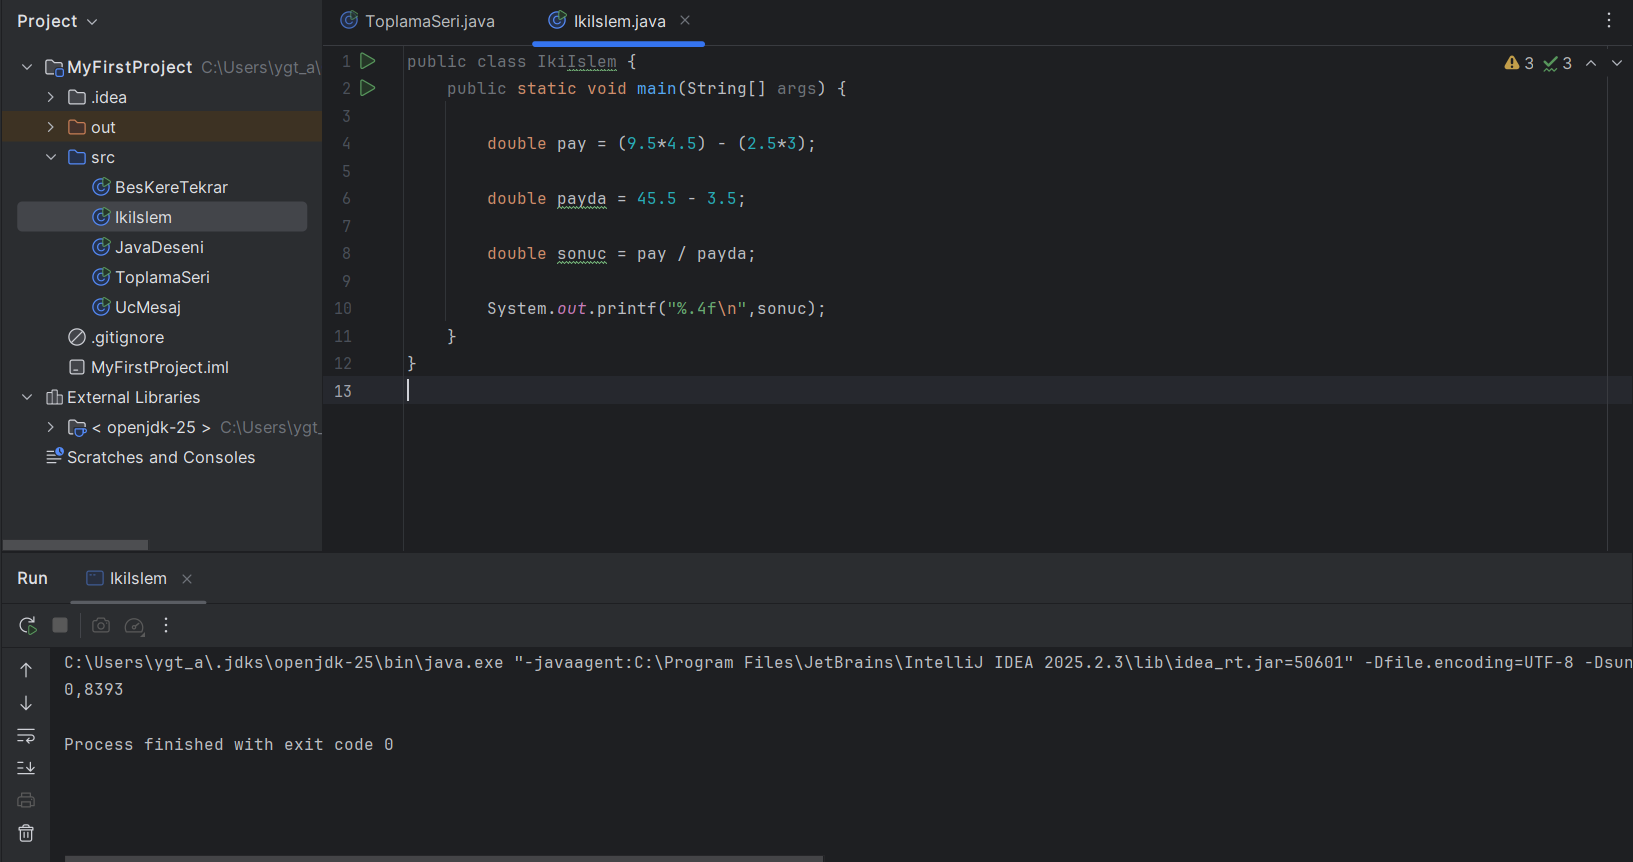 Project
ToplamaSeri.java
IkiIslem.java
MyFirstProject C:\Users\ygt_a\
.idea
out
src
BesKereTekrar
IkiIslem
JavaDeseni
ToplamaSeri
UcMesaj
.gitignore
MyFirstProject.iml
External Libraries
< openjdk-25 > C:\Users\ygt_
Scratches and Consoles
3 3
1 public class IkiIslem {
2 public static void main(String[] args) {
3
4 double pay = (9.5*4.5) - (2.5*3);
5
6 double payda = 45.5 - 3.5;
7
8 double sonuc = pay / payda;
9
10 System.out.printf("%.4f\n",sonuc);
11 }
12 }
13
Run
IkiIslem
C:\Users\ygt_a\.jdks\openjdk-25\bin\java.exe "-javaagent:C:\Program Files\JetBrains\IntelliJ IDEA 2025.2.3\lib\idea_rt.jar=50601" -Dfile.encoding=UTF-8 -Dsun
0,8393
Process finished with exit code 0